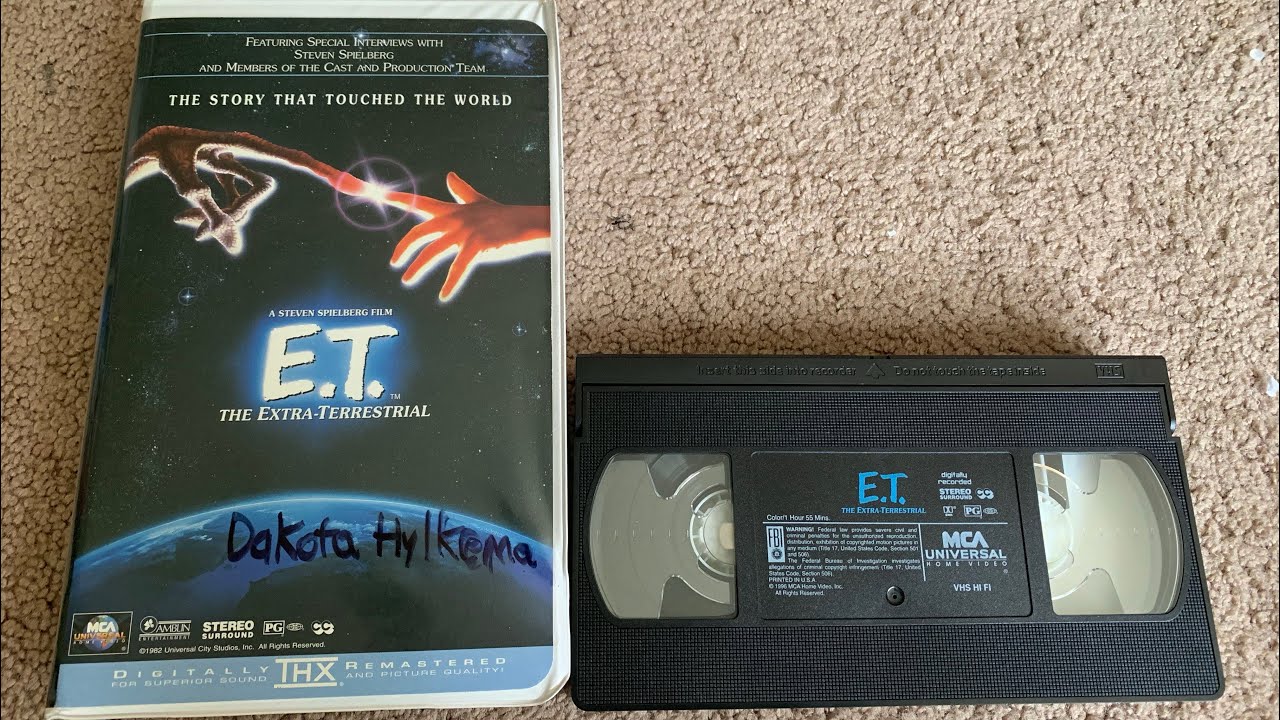 FEATURING SPECIAL INTERVIEWS WITH
STEVEN SPIELBERG
AND MEMBERS OF THE CAST AND PRODUCTION TEAM
THE STORY THAT TOUCHED THE WORLD
A STEVEN SPIELBERG FILM
E.T.
TM
THE EXTRA-TERRESTRIAL
Dakota Hylkema
MCA
UNIVERSAL
HOME VIDEO
AMBLIN
ENTERTAINMENT
STEREO
SURROUND
PG
CC
©1982 Universal City Studios, Inc. All Rights Reserved.
DIGITALLY THX REMASTERED
FOR SUPERIOR SOUND AND PICTURE QUALITY!
Insert this side into recorder Do not touch the tape inside
VHS
E.T.
THE EXTRA-TERRESTRIAL
digitally
recorded
STEREO
SURROUND
CC
PG
Color/1 Hour 55 Mins.
FBI
WARNING! Federal law provides severe civil and
criminal penalties for the unauthorized reproduction,
distribution, exhibition of copyrighted motion pictures in
any medium (Title 17, United States Code, Section 501
and 506).
The Federal Bureau of Investigation investigates
allegations of criminal copyright infringement (Title 17, United
States Code, Section 506).
PRINTED IN U.S.A
© 1996 MCA Home Video, Inc.
All Rights Reserved.
MCA
UNIVERSAL
HOME VIDEO
VHS HI FI